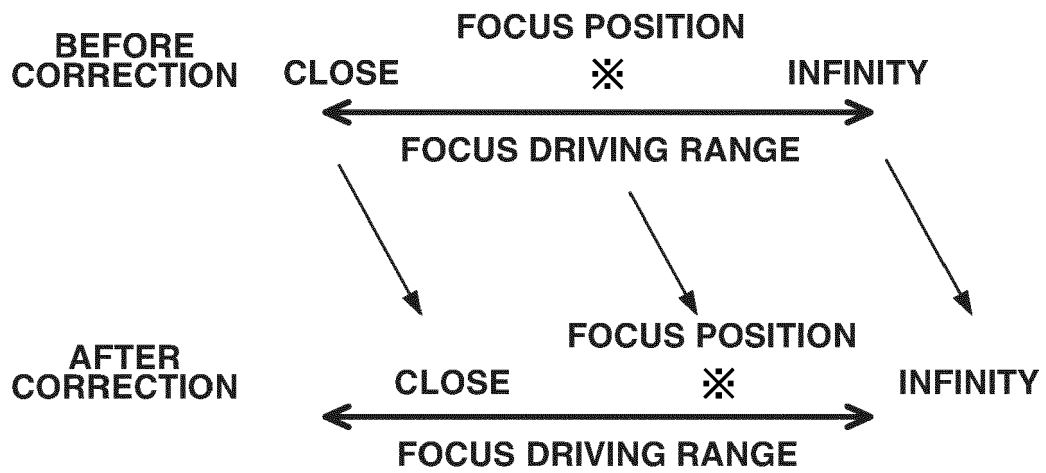 BEFORE
CORRECTION
FOCUS POSITION
CLOSE ※ INFINITY
FOCUS DRIVING RANGE
FOCUS POSITION
AFTER
CORRECTION
CLOSE ※ INFINITY
FOCUS DRIVING RANGE